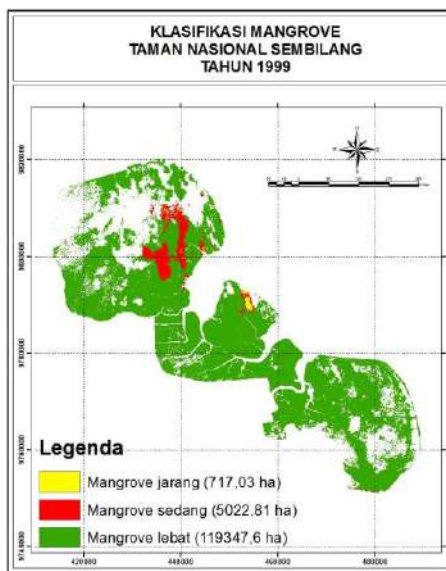 KLASIFIKASI MANGROVE
TAMAN NASIONAL SEMBILANG
TAHUN 1999
Legenda
Mangrove jarang (717,03 ha)
Mangrove sedang (5022,81 ha)
Mangrove lebat (119347,6 ha)
420000 440000 460000